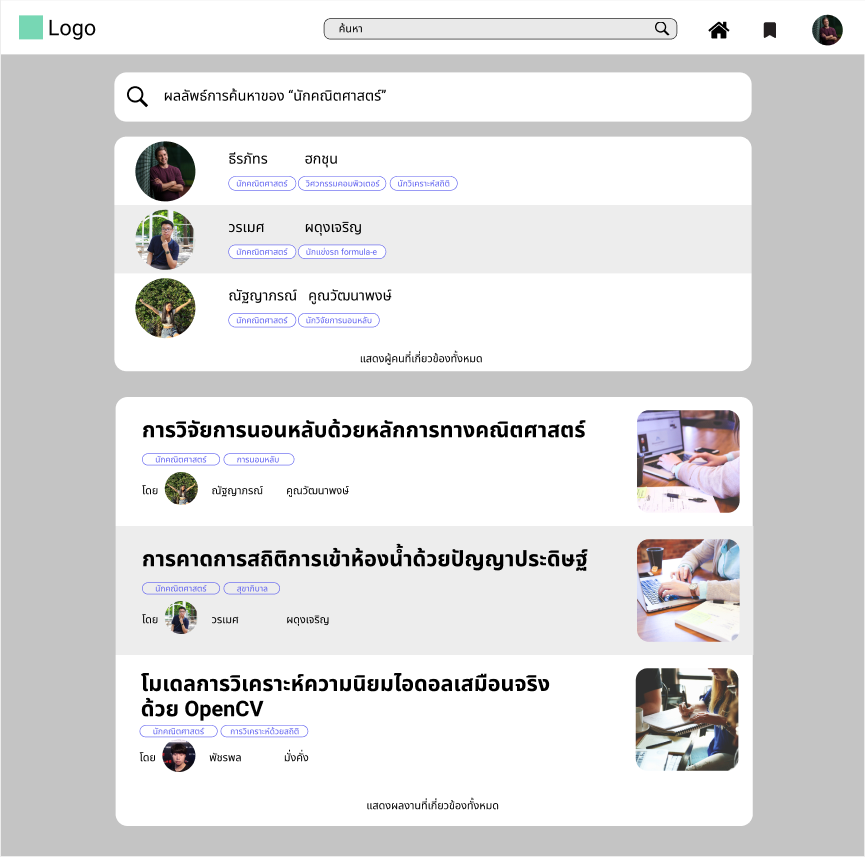 Logo
ค้นหา
ผลลัพธ์การค้นหาของ “นักคณิตศาสตร์”
ธีรภัทร ฮกชุน
นักคณิตศาสตร์ วิศวกรรมคอมพิวเตอร์ นักวิเคราะห์สถิติ
วรเมศ ผดุงเจริญ
นักคณิตศาสตร์ นักแข่งรถ formula-e
ณัฐญาภรณ์ คูณวัฒนาพงษ์
นักคณิตศาสตร์ นักวิจัยการนอนหลับ
แสดงผู้คนที่เกี่ยวข้องทั้งหมด
การวิจัยการนอนหลับด้วยหลักการทางคณิตศาสตร์
นักคณิตศาสตร์ การนอนหลับ
โดย ณัฐญาภรณ์ คูณวัฒนาพงษ์
การคาดการสถิติการเข้าห้องน้ำด้วยปัญญาประดิษฐ์
นักคณิตศาสตร์ สุขาภิบาล
โดย วรเมศ ผดุงเจริญ
โมเดลการวิเคราะห์ความนิยมไอดอลเสมือนจริง
ด้วย OpenCV
นักคณิตศาสตร์ การวิเคราะห์ด้วยสถิติ
โดย พัชรพล มั่งคั่ง
แสดงผลงานที่เกี่ยวข้องทั้งหมด